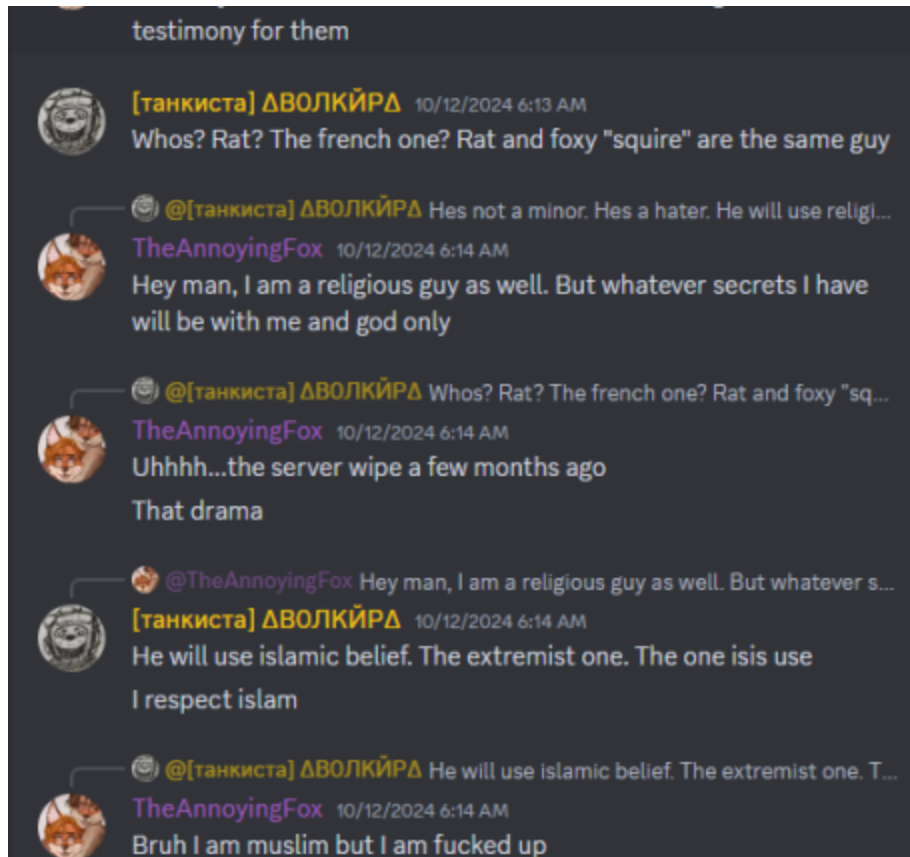 testimony for them
[танкиста] ΔВОЛКЙРΔ 10/12/2024 6:13 AM
Whos? Rat? The french one? Rat and foxy "squire" are the same guy
@[танкиста] ΔВОЛКЙРΔ Hes not a minor. Hes a hater. He will use religi...
TheAnnoyingFox 10/12/2024 6:14 AM
Hey man, I am a religious guy as well. But whatever secrets I have
will be with me and god only
@[танкиста] ΔВОЛКЙРΔ Whos? Rat? The french one? Rat and foxy "sq...
TheAnnoyingFox 10/12/2024 6:14 AM
Uhhhh...the server wipe a few months ago
That drama
@TheAnnoyingFox Hey man, I am a religious guy as well. But whatever s...
[танкиста] ΔВОЛКЙРΔ 10/12/2024 6:14 AM
He will use islamic belief. The extremist one. The one isis use
I respect islam
@[танкиста] ΔВОЛКЙРΔ He will use islamic belief. The extremist one. T...
TheAnnoyingFox 10/12/2024 6:14 AM
Bruh I am muslim but I am fucked up